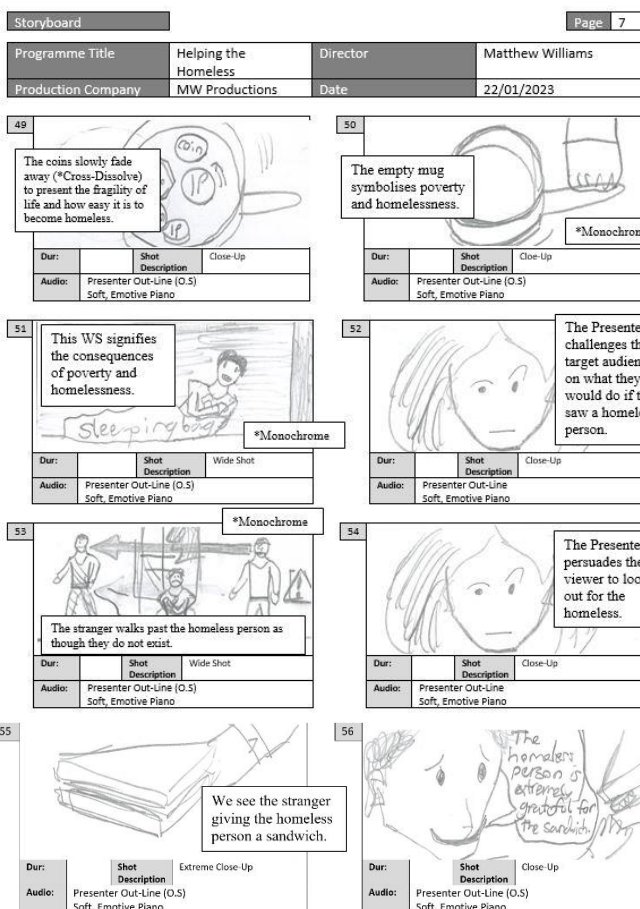 Storyboard
Page 7
Programme Title
Helping the
Homeless
Director
Matthew Williams
Production Company
MW Productions
Date
22/01/2023
49
coin
1P
1P
The coins slowly fade
away (*Cross-Dissolve)
to present the fragility of
life and how easy it is to
become homeless.
Dur:
Shot
Description
Close-Up
Audio:
Presenter Out-Line (O.S)
Soft, Emotive Piano
50
The empty mug
symbolises poverty
and homelessness.
*Monochrom
Dur:
Shot
Description
Cloe-Up
Audio:
Presenter Out-Line (O.S)
Soft, Emotive Piano
51
This WS signifies
the consequences
of poverty and
homelessness.
sleeping bag
*Monochrome
Dur:
Shot
Description
Wide Shot
Audio:
Presenter Out-Line (O.S)
Soft, Emotive Piano
52
The Presente
challenges th
target audien
on what they
would do if t
saw a homele
person.
Dur:
Shot
Description
Close-Up
Audio:
Presenter Out-Line
Soft, Emotive Piano
53
*Monochrome
The stranger walks past the homeless person as
though they do not exist.
Dur:
Shot
Description
Wide Shot
Audio:
Presenter Out-Line (O.S)
Soft, Emotive Piano
54
The Presente
persuades the
viewer to loo
out for the
homeless.
Dur:
Shot
Description
Close-Up
Audio:
Presenter Out-Line
Soft, Emotive Piano
55
We see the stranger
giving the homeless
person a sandwich.
Dur:
Shot
Description
Extreme Close-Up
Audio:
Presenter Out-Line (O.S)
Soft, Emotive Piano
56
The
homeless
person is
extremely
grateful for
the sandwich.
Dur:
Shot
Description
Close-Up
Audio:
Presenter Out-Line (O.S)
Soft, Emotive Piano